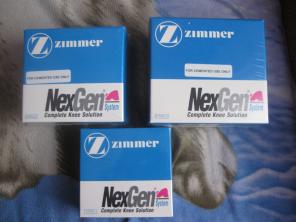 Z zimmer
FOR CEMENTED USE ONLY
NexGen
System
Complete Knee Solution
Z zimmer
FOR CEMENTED USE ONLY
NexGen
System
Complete Knee Solution
Z zimmer
NexGen
System
Complete Knee Solution